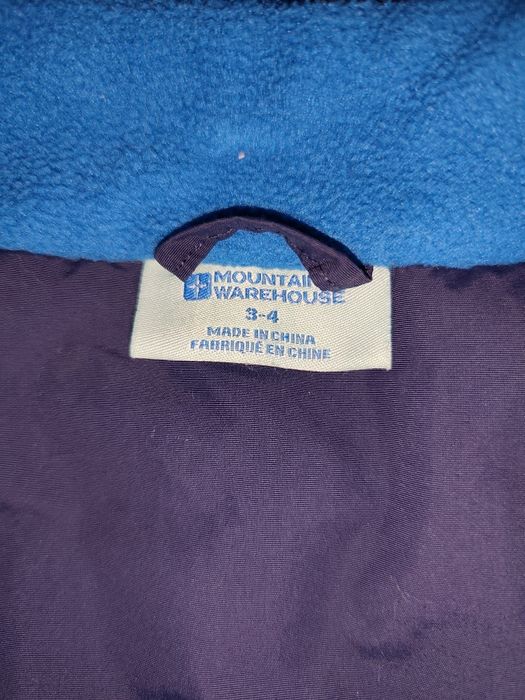 MOUNTAIN
WAREHOUSE
3-4
MADE IN CHINA
FABRIQUÉ EN CHINE